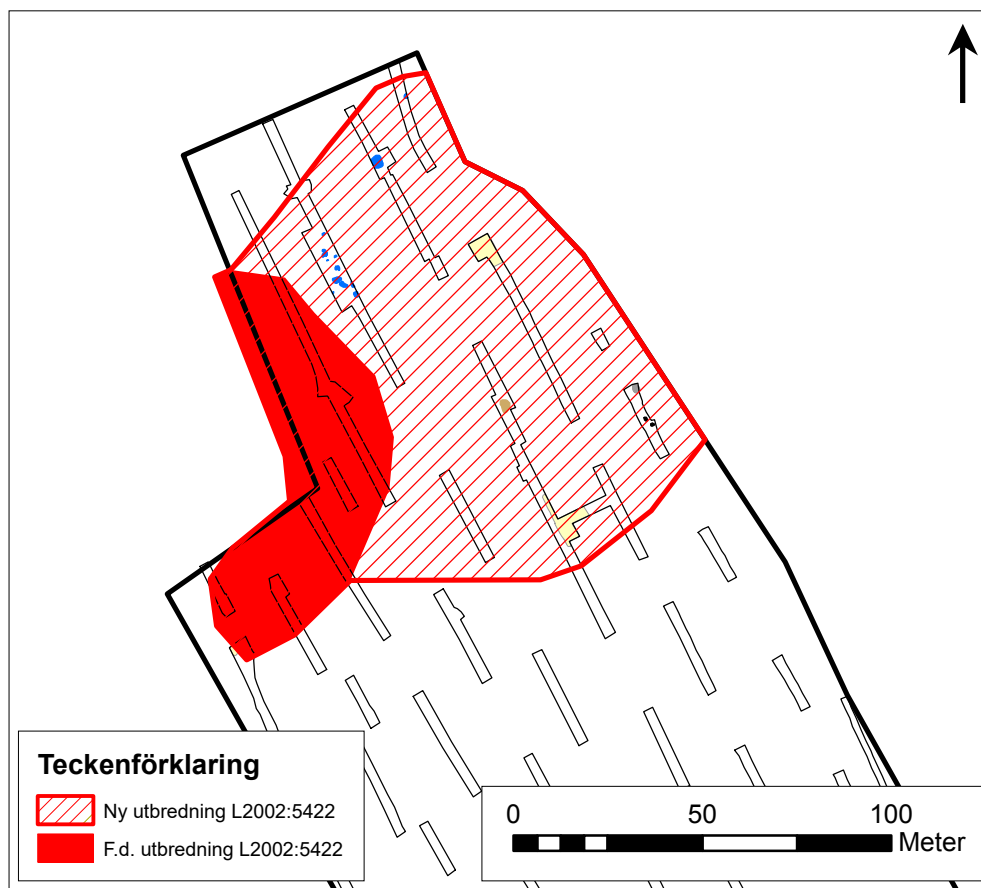 Teckenförklaring
Ny utbredning L2002:5422
F.d. utbredning L2002:5422
0 50 100
Meter